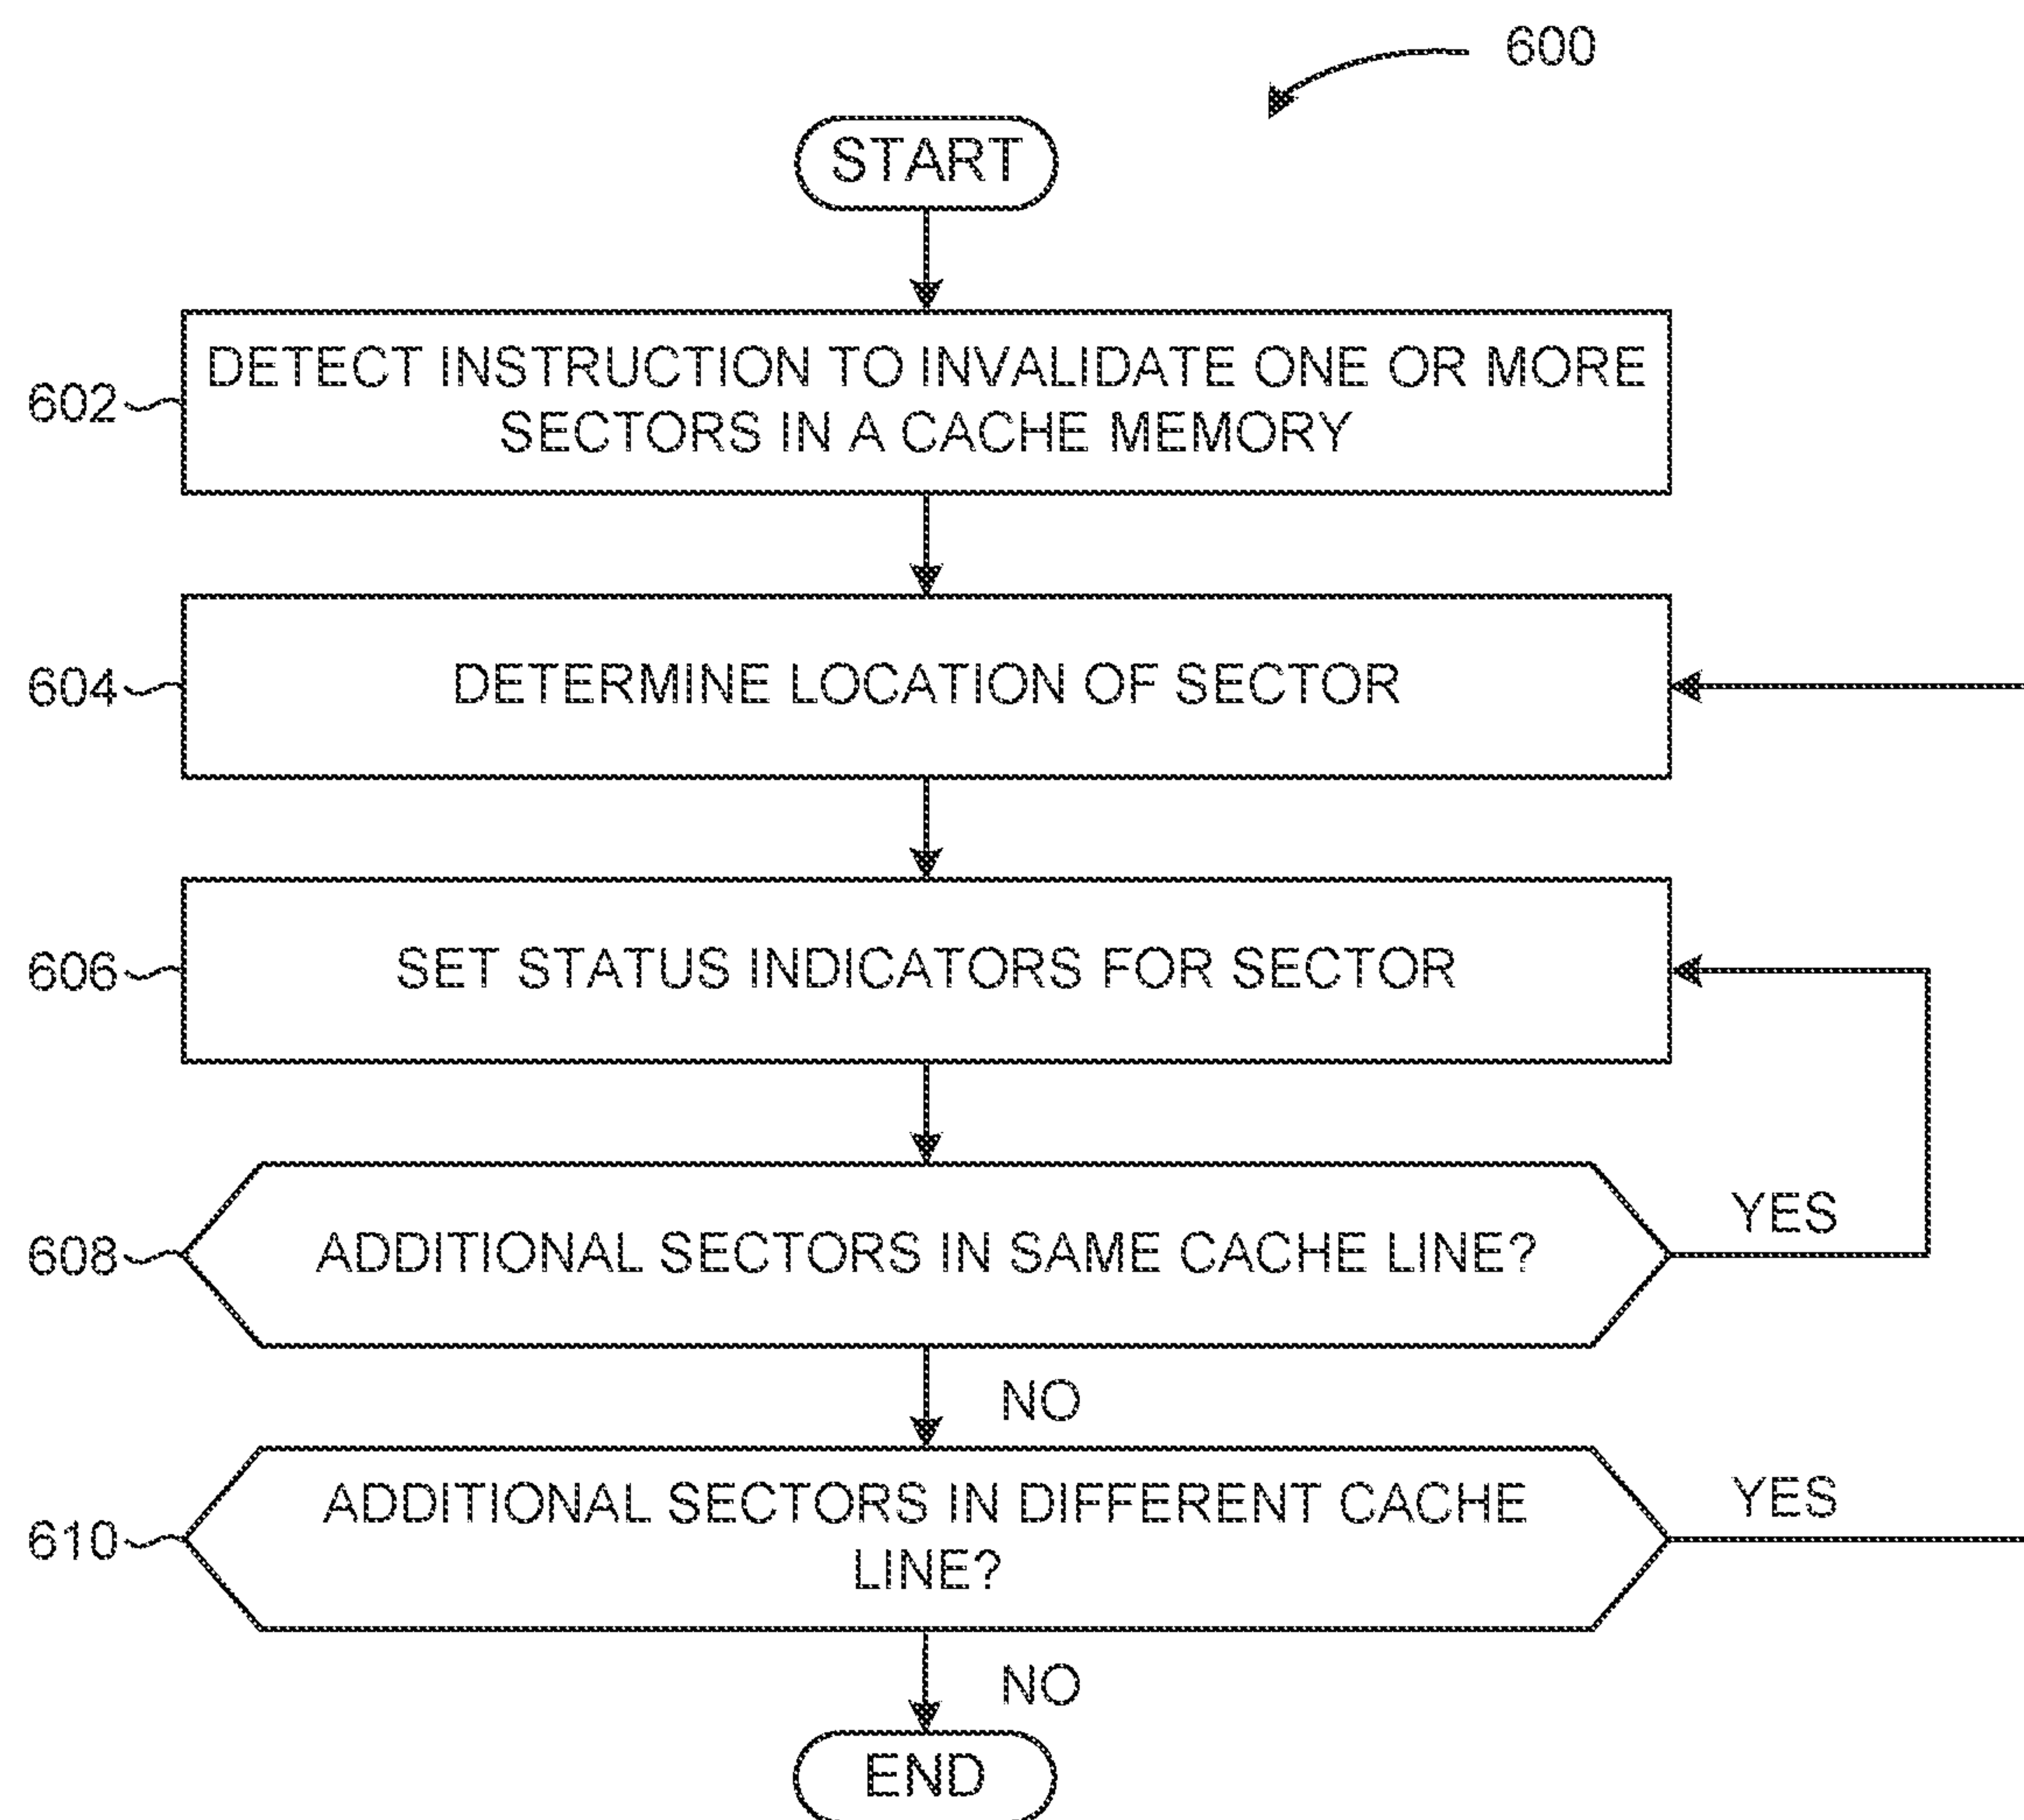 600
START
602
DETECT INSTRUCTION TO INVALIDATE ONE OR MORE
SECTORS IN A CACHE MEMORY
604
DETERMINE LOCATION OF SECTOR
606
SET STATUS INDICATORS FOR SECTOR
608
ADDITIONAL SECTORS IN SAME CACHE LINE?
YES
NO
610
ADDITIONAL SECTORS IN DIFFERENT CACHE
LINE?
YES
NO
END